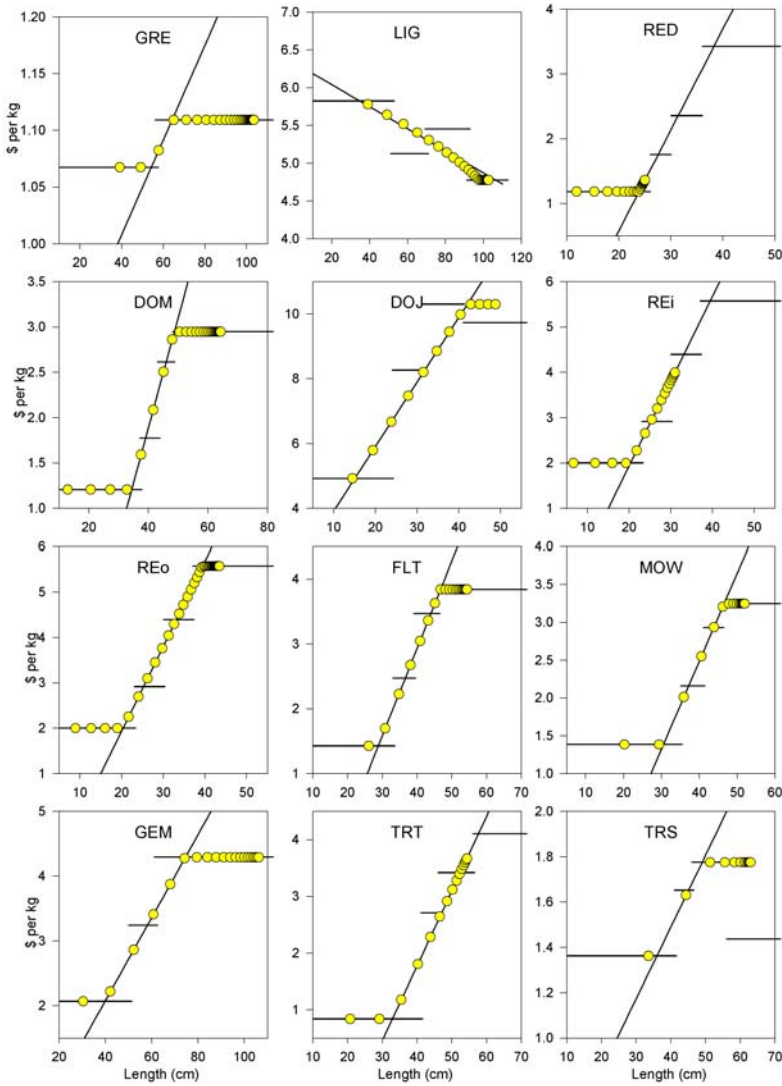 $ per kg
1.20
1.15
1.10
1.05
1.00
GRE
20 40 60 80 100
7.0
6.5
6.0
5.5
5.0
4.5
4.0
LIG
20 40 60 80 100 120
4
3
2
1
RED
10 20 30 40 50
$ per kg
3.5
3.0
2.5
2.0
1.5
1.0
DOM
20 40 60 80
10
8
6
4
DOJ
10 20 30 40 50
6
5
4
3
2
1
REi
10 20 30 40 50
$ per kg
6
5
4
3
2
1
REo
10 20 30 40 50
4
3
2
1
FLT
10 20 30 40 50 60 70
4.0
3.5
3.0
2.5
2.0
1.5
1.0
MOW
10 20 30 40 50 60
$ per kg
5
4
3
2
GEM
20 40 60 80 100
Length (cm)
4
3
2
1
TRT
10 20 30 40 50 60 70
Length (cm)
2.0
1.8
1.6
1.4
1.2
1.0
TRS
10 20 30 40 50 60 70
Length (cm)